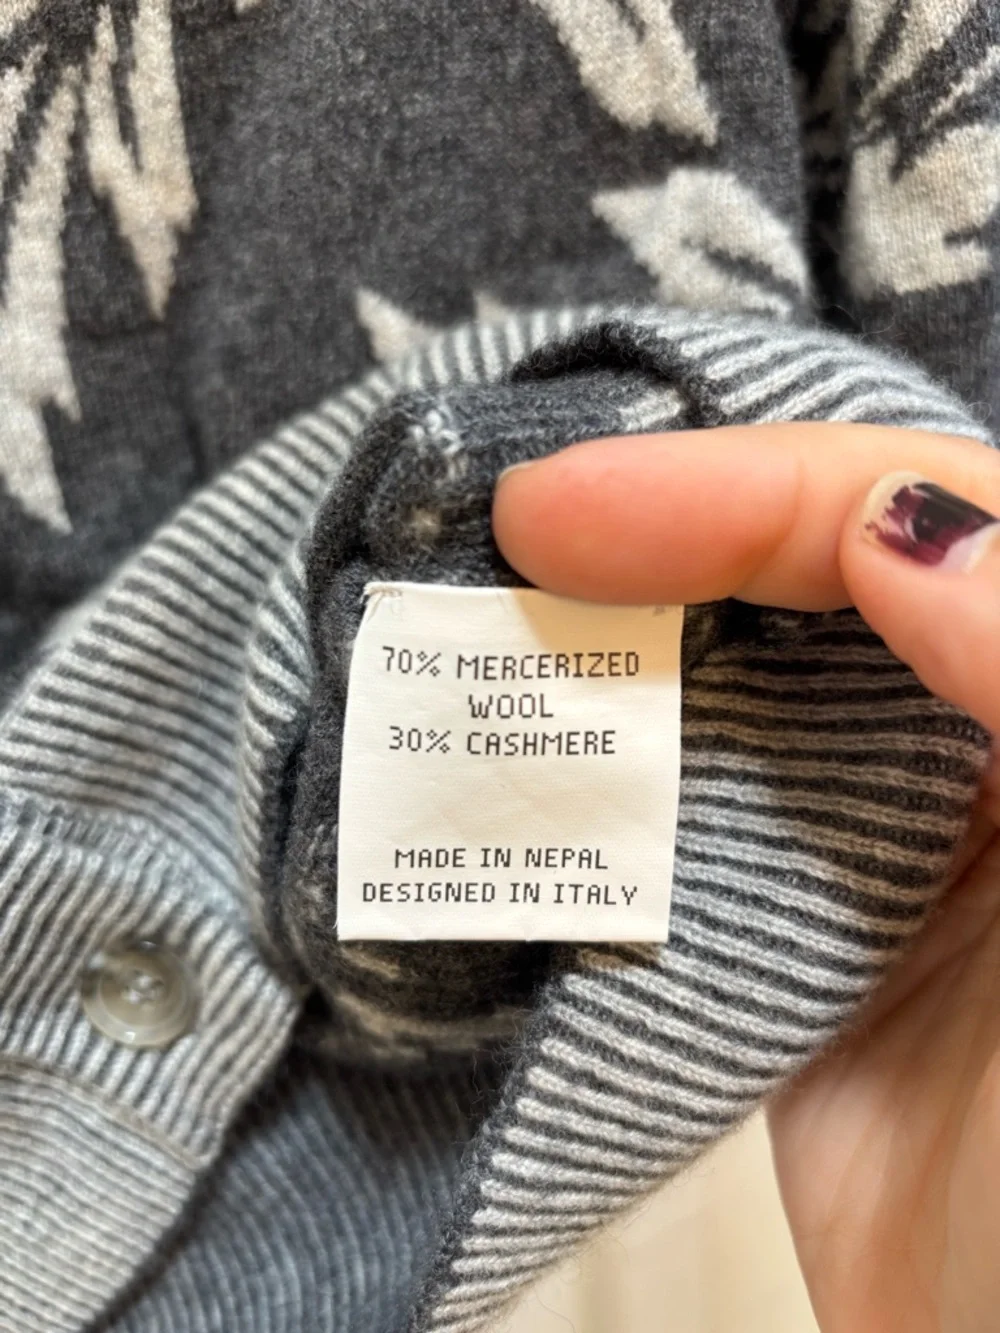 70% MERCERIZED
WOOL
30% CASHMERE
MADE IN NEPAL
DESIGNED IN ITALY